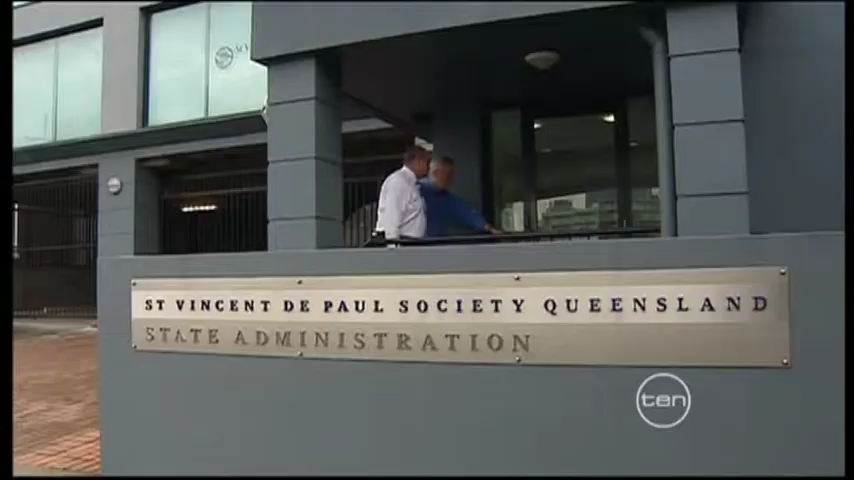 ST VINCENT DE PAUL SOCIETY QUEENSLAND
STATE ADMINISTRATION
ten